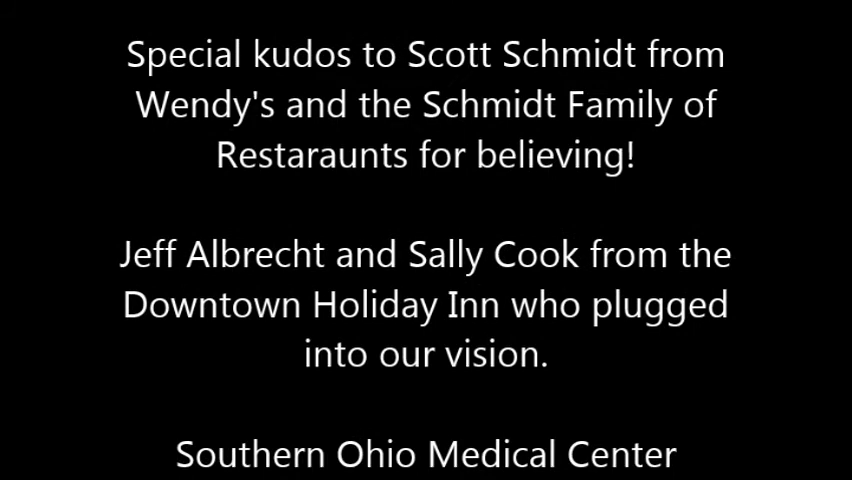 Special kudos to Scott Schmidt from
Wendy's and the Schmidt Family of
Restaraunts for believing!
Jeff Albrecht and Sally Cook from the
Downtown Holiday Inn who plugged
into our vision.
Southern Ohio Medical Center